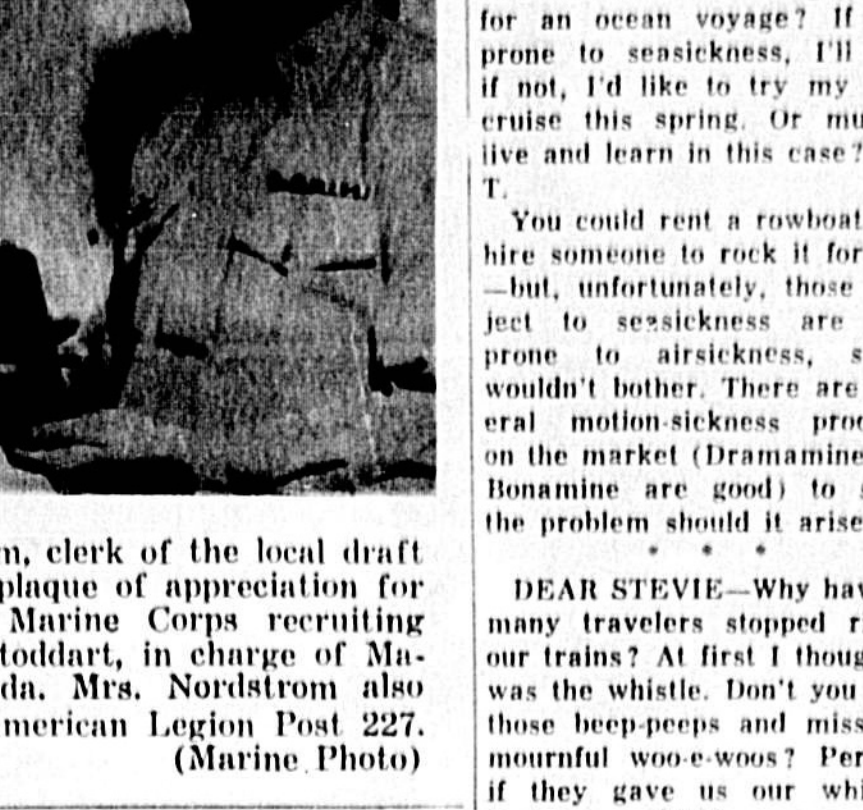 m, clerk of the local draft
plaque of appreciation for
Marine Corps recruiting
toddart, in charge of Ma-
da. Mrs. Nordstrom also
merican Legion Post 227.
(Marine Photo)
for an ocean voyage? If
prone to seasickness, I'll
if not, I'd like to try my
cruise this spring. Or mu
live and learn in this case?
T.
You could rent a rowboat
hire someone to rock it for
—but, unfortunately, those
ject to seasickness are
prone to airsickness, s
wouldn't bother. There are
eral motion-sickness prod
on the market (Dramamine
Bonamine are good) to s
the problem should it arise
* * *
DEAR STEVIE—Why hav
many travelers stopped r
our trains? At first I thoug
was the whistle. Don't you
those beep-peeps and miss
mournful woo-e-woos? Per
if they gave us our whi